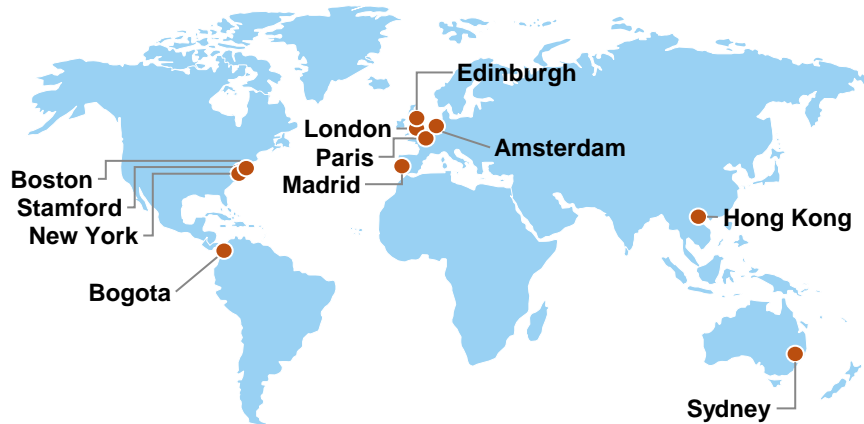 Edinburgh
London
Amsterdam
Paris
Madrid
Boston
Stamford
New York
Hong Kong
Bogota
Sydney